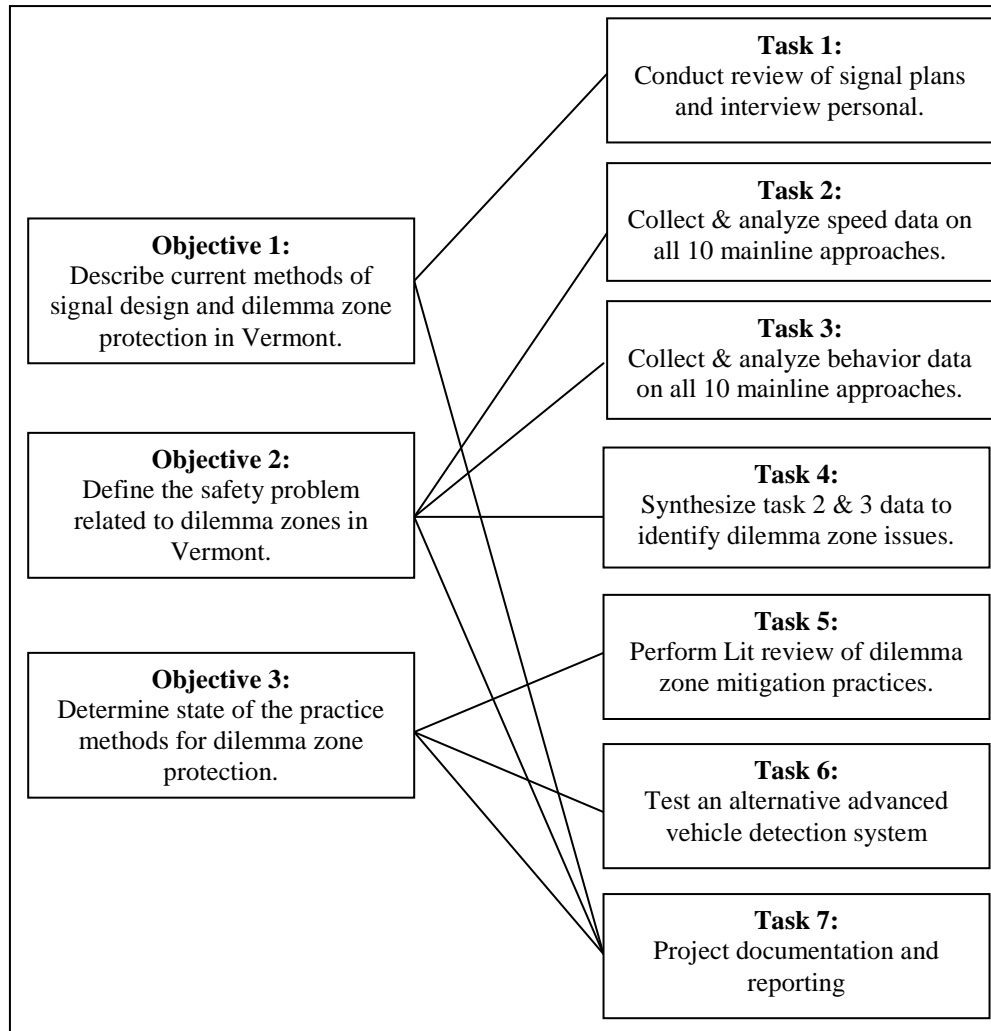 Objective 1:
Describe current methods of
signal design and dilemma zone
protection in Vermont.
Objective 2:
Define the safety problem
related to dilemma zones in
Vermont.
Objective 3:
Determine state of the practice
methods for dilemma zone
protection.
Task 1:
Conduct review of signal plans
and interview personal.
Task 2:
Collect & analyze speed data on
all 10 mainline approaches.
Task 3:
Collect & analyze behavior data
on all 10 mainline approaches.
Task 4:
Synthesize task 2 & 3 data to
identify dilemma zone issues.
Task 5:
Perform Lit review of dilemma
zone mitigation practices.
Task 6:
Test an alternative advanced
vehicle detection system
Task 7:
Project documentation and
reporting